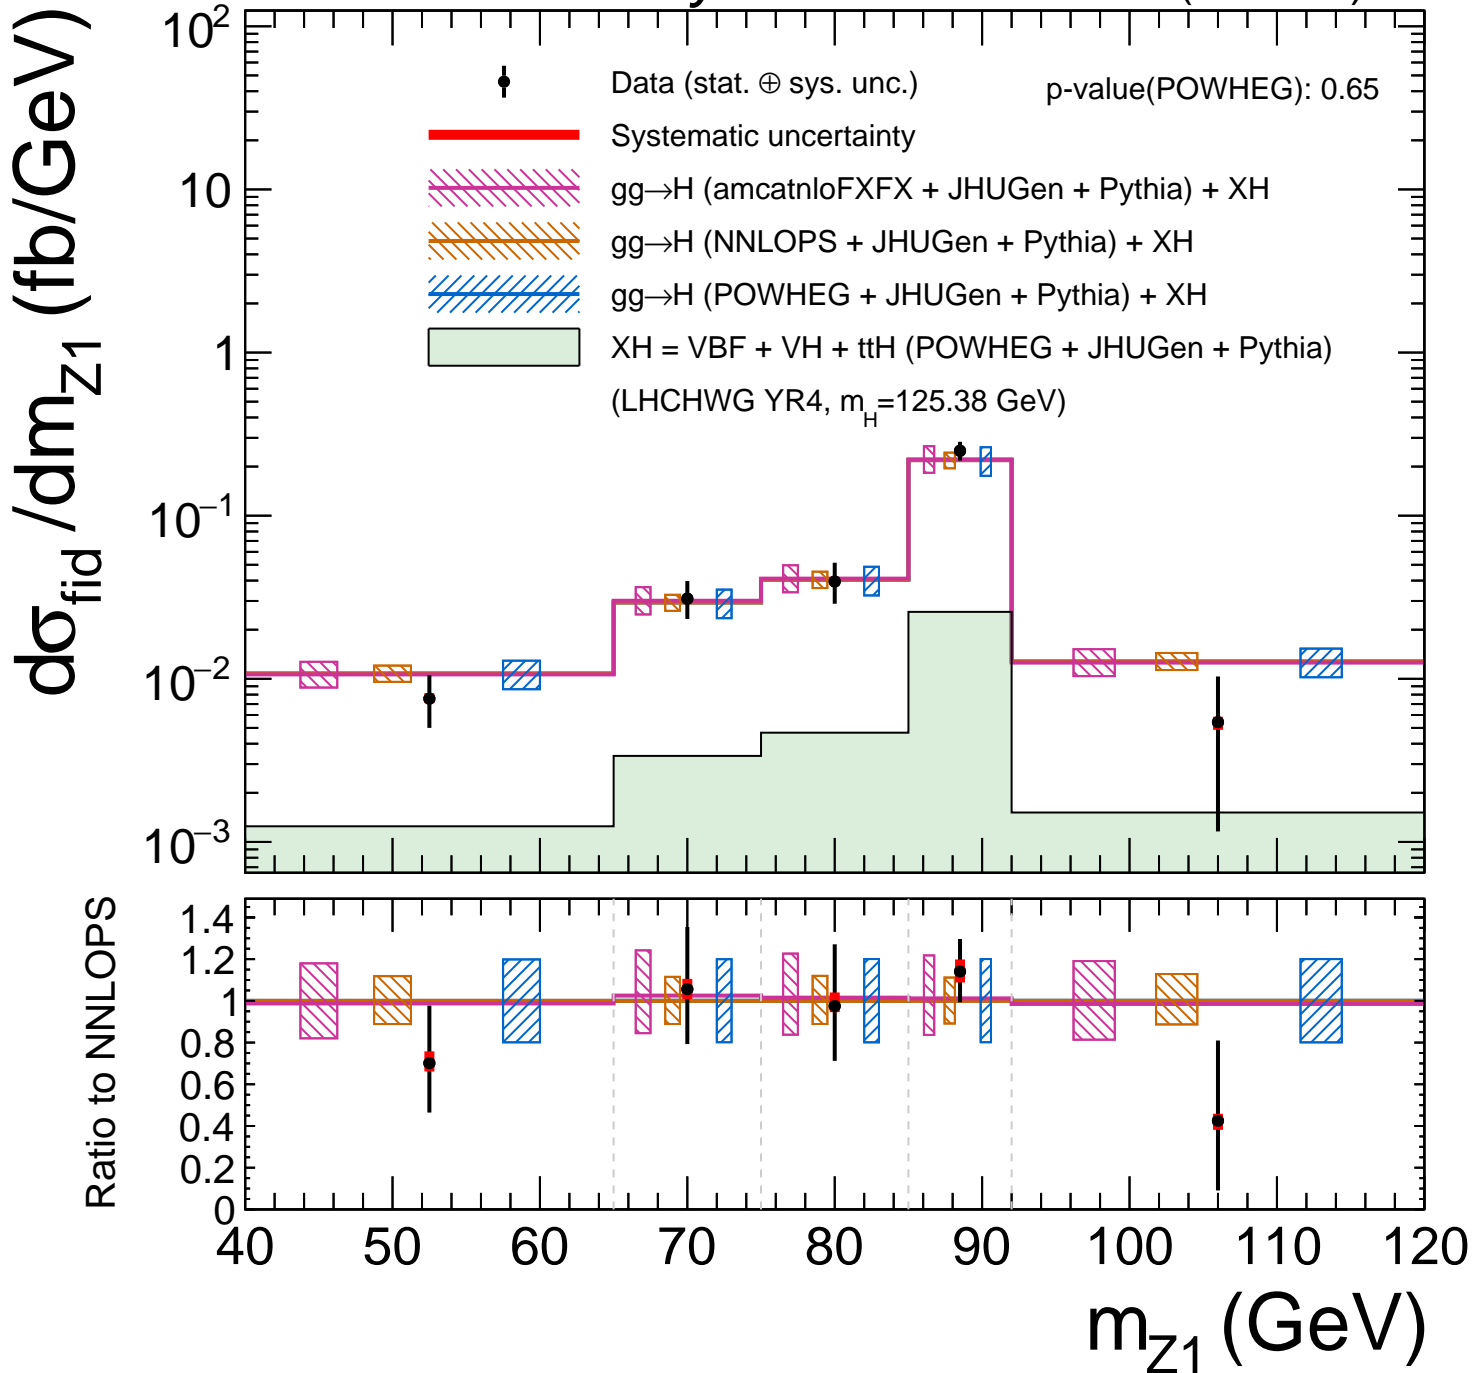 dσfid/dmZ1 (fb/GeV)
10²
10
1
10⁻¹
10⁻²
10⁻³
Data (stat. ⊕ sys. unc.)
p-value(POWHEG): 0.65
Systematic uncertainty
gg→H (amcatnloFXFX + JHUGen + Pythia) + XH
gg→H (NNLOPS + JHUGen + Pythia) + XH
gg→H (POWHEG + JHUGen + Pythia) + XH
XH = VBF + VH + ttH (POWHEG + JHUGen + Pythia)
(LHCHWG YR4, mH=125.38 GeV)
Ratio to NNLOPS
1.4
1.2
1
0.8
0.6
0.4
0.2
0
40 50 60 70 80 90 100 110 120
mZ1 (GeV)